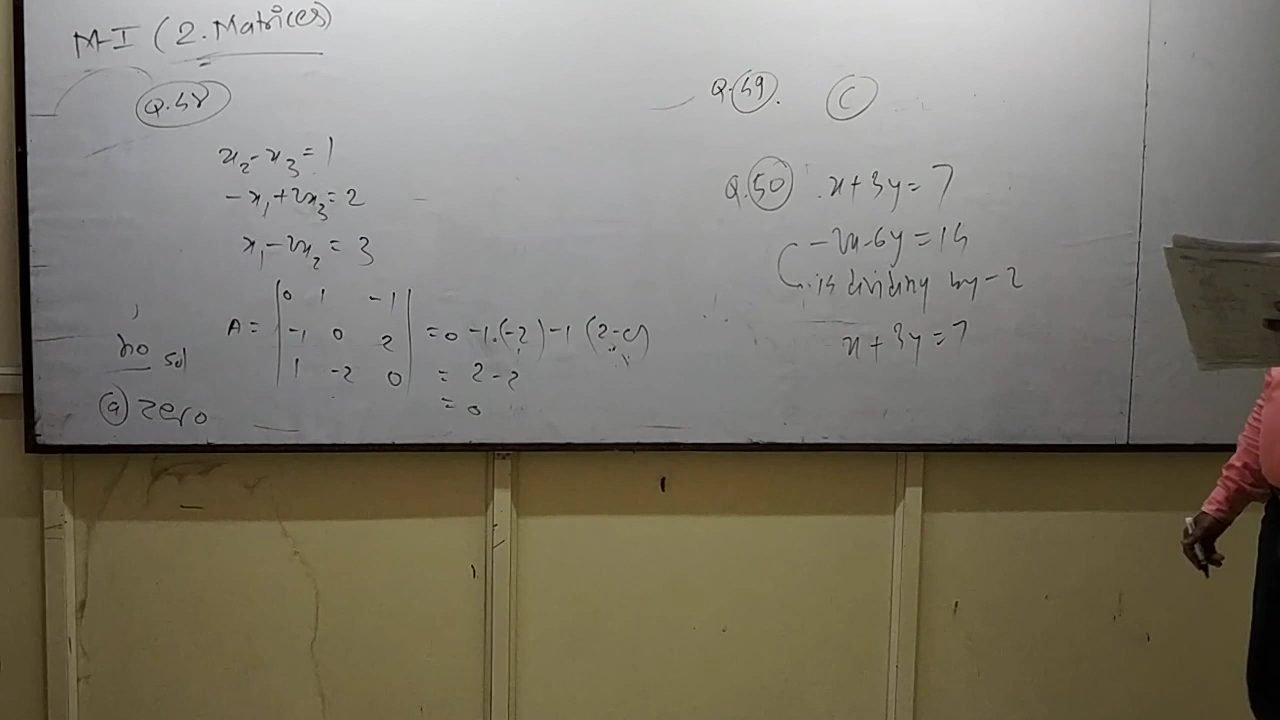 M-I (2. Matrices)
Q.48
x₂ - x₃ = 1
- x₁ + 2x₃ = 2
x₁ - 2x₂ = 3
A = | 0 1 -1 | = 0 -1.(-2) -1 (2-0)
| -1 0 2 |
| 1 -2 0 | = 2 - 2
= 0
no sol
(a) zero
Q.49. (C)
Q.50 x + 3y = 7
- 2x - 6y = 14
is dividing by - 2
x + 3y = 7